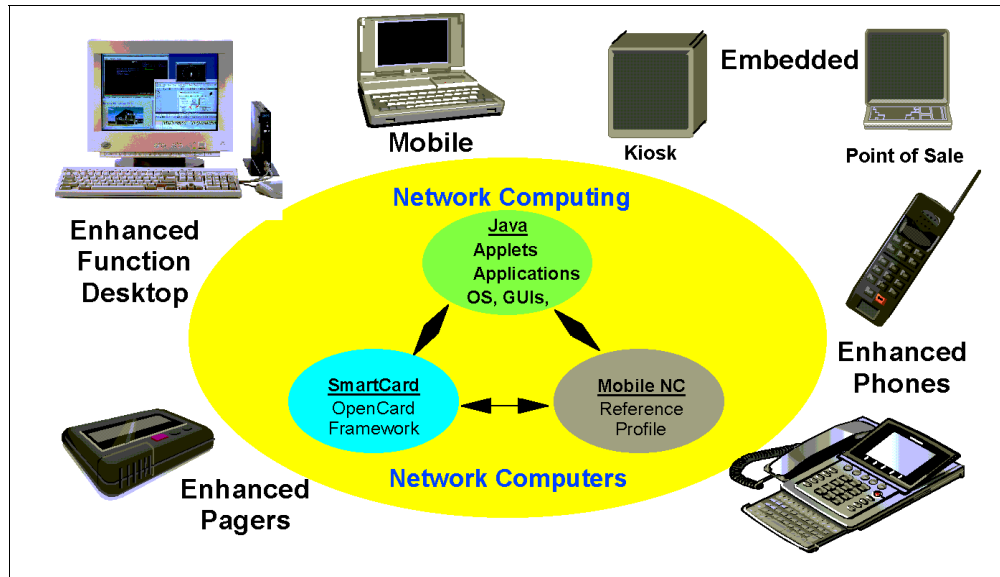 Embedded
Mobile
Kiosk
Point of Sale
Enhanced
Function
Desktop
Network Computing
Java
Applets
Applications
OS, GUIs,
SmartCard
OpenCard
Framework
Mobile NC
Reference
Profile
Enhanced
Phones
Network Computers
Enhanced
Pagers